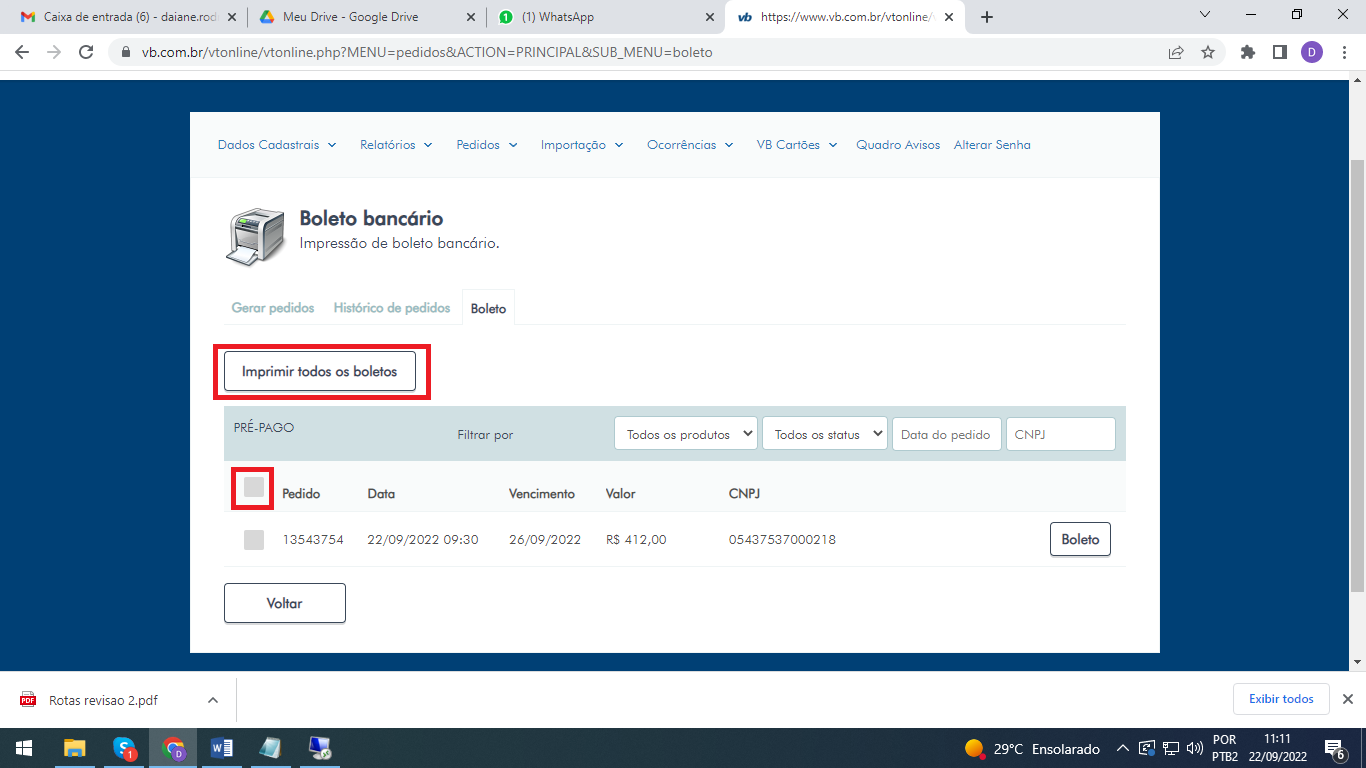 Caixa de entrada (6) - daiane.rod
Meu Drive - Google Drive
(1) WhatsApp
https://www.vb.com.br/vtonline/
vb.com.br/vtonline/vtonline.php?MENU=pedidos&ACTION=PRINCIPAL&SUB_MENU=boleto
D
Dados Cadastrais Relatórios Pedidos Importação Ocorrências VB Cartões Quadro Avisos Alterar Senha
Boleto bancário
Impressão de boleto bancário.
Gerar pedidos Histórico de pedidos Boleto
Imprimir todos os boletos
PRÉ-PAGO Filtrar por Todos os produtos Todos os status Data do pedido CNPJ
Pedido Data Vencimento Valor CNPJ
13543754 22/09/2022 09:30 26/09/2022 R$ 412,00 05437537000218 Boleto
Voltar
Rotas revisao 2.pdf
Exibir todos
29°C Ensolarado
POR
PTB2
11:11
22/09/2022
6